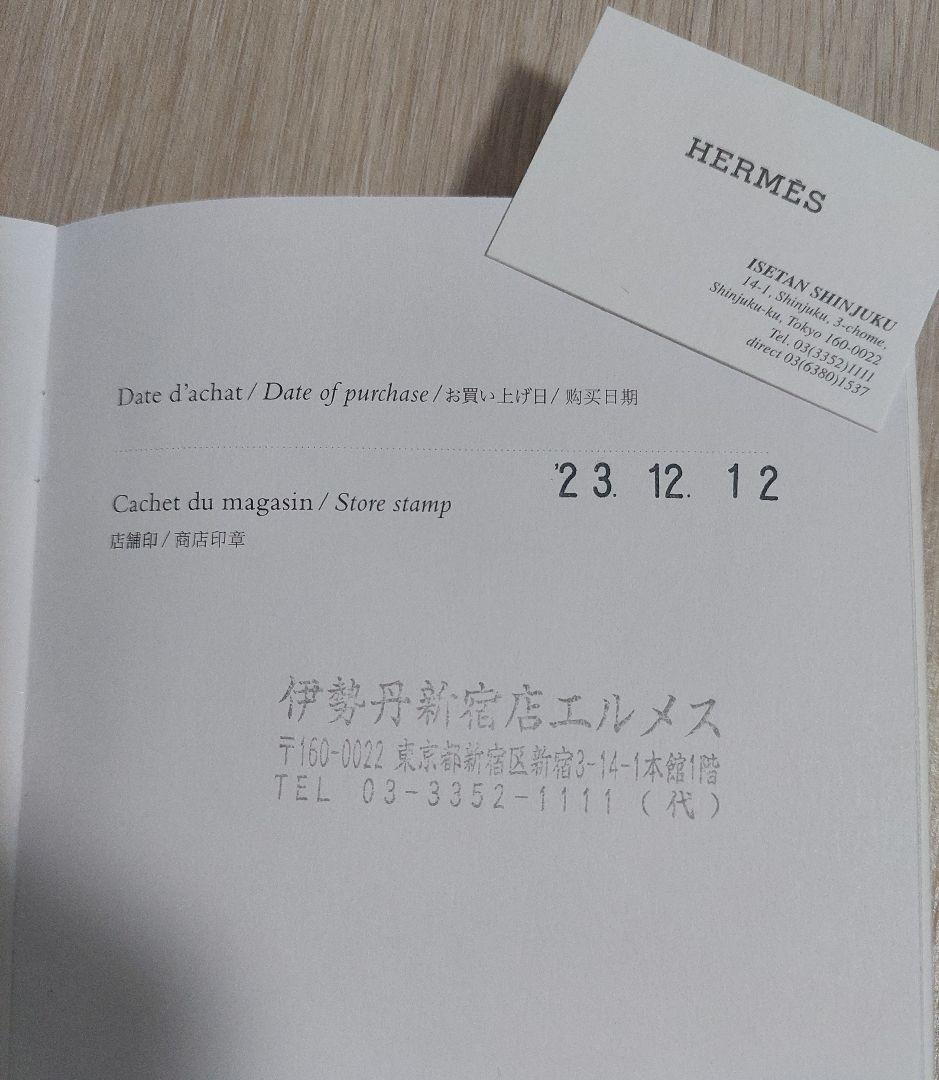 HERMÈS
ISETAN SHINJUKU
14-1, Shinjuku, 3-chome,
Shinjuku-ku, Tokyo 160-0022
Tel. 03(3352)1111
direct 03(6380)1537
Date d'achat / Date of purchase / お買い上げ日 / 购买日期
'23. 12. 12
Cachet du magasin / Store stamp
店舗印 / 商店印章
伊勢丹新宿店エルメス
〒160-0022 東京都新宿区新宿3-14-1本館1階
TEL 03-3352-1111(代)